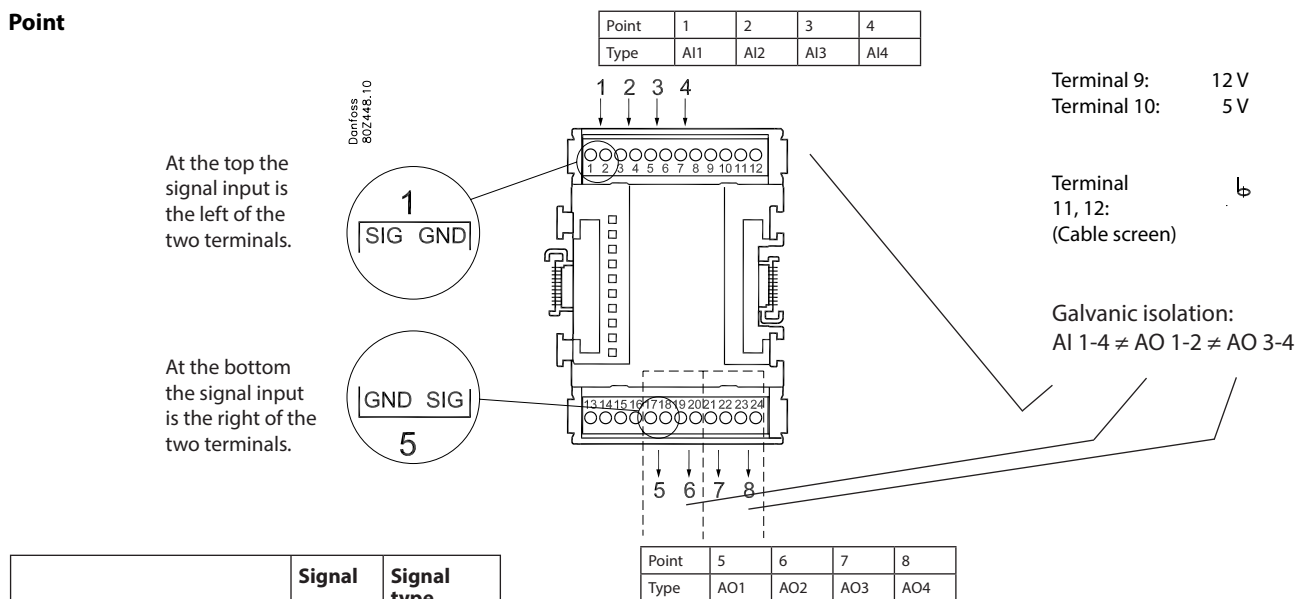 Point
Point 1 2 3 4
Type AI1 AI2 AI3 AI4
Danfoss
80Z448.10
1 2 3 4
Terminal 9: 12 V
Terminal 10: 5 V
Terminal
11, 12:
(Cable screen)
At the top the
signal input is
the left of the
two terminals.
1
SIG GND
1 2 3 4 5 6 7 8 9 10 11 12
Galvanic isolation:
AI 1-4 ≠ AO 1-2 ≠ AO 3-4
At the bottom
the signal input
is the right of the
two terminals.
GND SIG
5
13 14 15 16 17 18 19 20 21 22 23 24
5 6 7 8
Point 5 6 7 8
Type AO1 AO2 AO3 AO4
Signal Signal
type